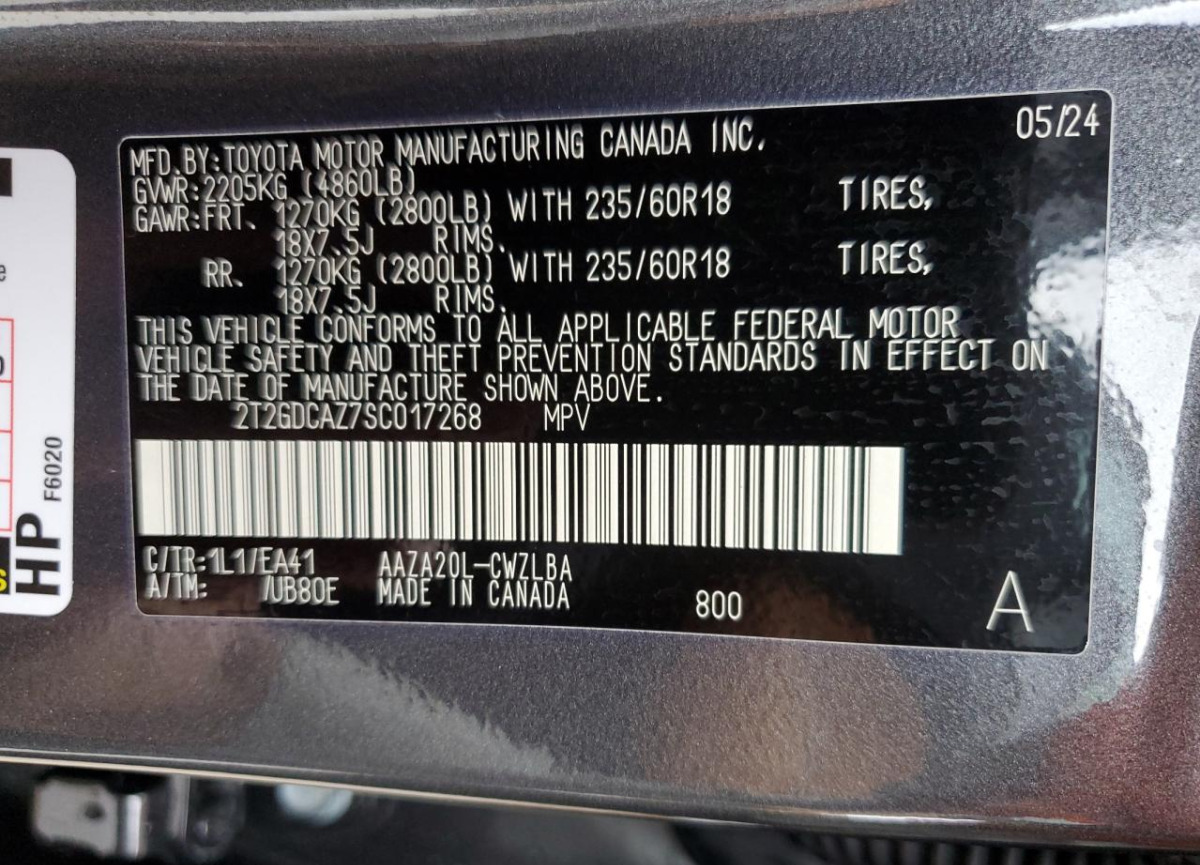 05/24
MFD.BY:TOYOTA MOTOR MANUFACTURING CANADA INC.
GVWR:2205KG (4860LB)
GAWR:FRT. 1270KG (2800LB) WITH 235/60R18 TIRES,
18X7.5J RIMS.
RR. 1270KG (2800LB) WITH 235/60R18 TIRES,
18X7.5J RIMS.
THIS VEHICLE CONFORMS TO ALL APPLICABLE FEDERAL MOTOR
VEHICLE SAFETY AND THEFT PREVENTION STANDARDS IN EFFECT ON
THE DATE OF MANUFACTURE SHOWN ABOVE.
2T2GDCAZ7SC017268 MPV
C/TR:1L1/EA41 AAZA20L-CWZLBA
A/TM: /UB80E MADE IN CANADA
800
A
HP
F6020